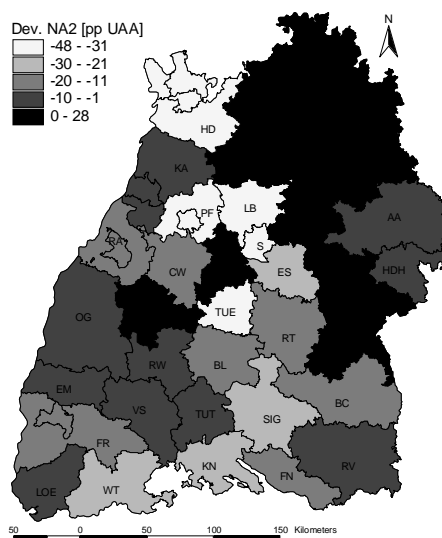 Dev. NA2 [pp UAA]
-48 - -31
-30 - -21
-20 - -11
-10 - -1
0 - 28
N
HD
KA
PF
LB
AA
RA
S
CW
ES
HDH
TUE
OG
RT
RW
BL
EM
BC
VS
TUT
SIG
FR
KN
FN
RV
LOE
WT
50 0 50 100 150 Kilometers